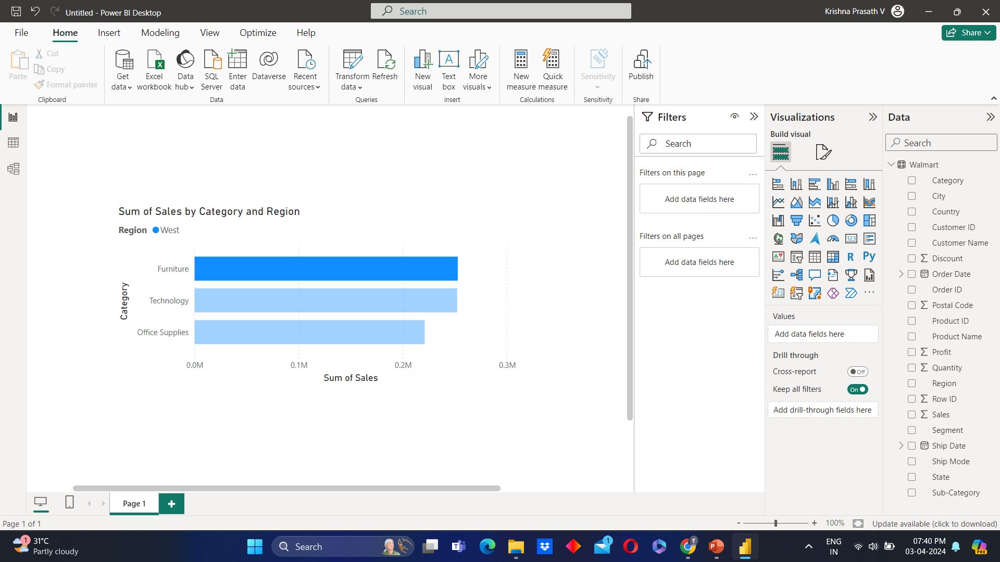 Untitled - Power BI Desktop
Search
Krishna Prasath V
File Home Insert Modeling View Optimize Help
Share
Paste
Cut
Copy
Format painter
Clipboard
Get data
Excel workbook
Data hub
SQL Server
Enter data
Dataverse
Recent sources
Data
Transform data
Refresh
Queries
New visual
Text box
More visuals
Insert
New measure
Quick measure
Calculations
Sensitivity
Sensitivity
Publish
Share
Sum of Sales by Category and Region
Region West
Category
Furniture
Technology
Office Supplies
0.0M 0.1M 0.2M 0.3M
Sum of Sales
Filters
Search
Filters on this page
...
Add data fields here
Filters on all pages
...
Add data fields here
Visualizations
Build visual
123
R
Py
123
...
Values
Add data fields here
Drill through
Cross-report
Off
Keep all filters
On
Add drill-through fields here
Data
Search
Walmart
Category
City
Country
Customer ID
Customer Name
Discount
Order Date
Order ID
Postal Code
Product ID
Product Name
Profit
Quantity
Region
Row ID
Sales
Segment
Ship Date
Ship Mode
State
Sub-Category
Page 1
+
Page 1 of 1
- + 100%
Update available (click to download)
1
31°C
Partly cloudy
Search
1
ENG
IN
07:40 PM
03-04-2024
PRE